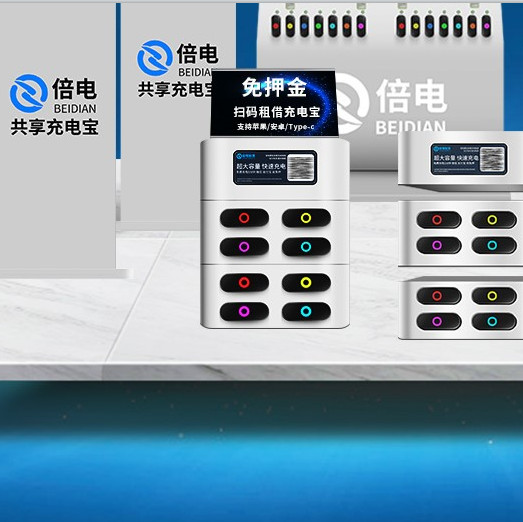 倍电
BEIDIAN
共享充电宝
倍电
BEIDIAN
共享充电宝
倍电
BEIDIAN
免押金
扫码租借充电宝
支持苹果/安卓/Type-c
超大容量 快速充电
超大容量 快速充电